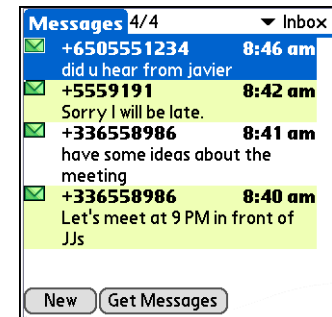 Messages 4/4 Inbox
+6505551234 8:46 am
did u hear from javier
+5559191 8:42 am
Sorry I will be late.
+336558986 8:41 am
have some ideas about the
meeting
+336558986 8:40 am
Let's meet at 9 PM in front of
JJs
New Get Messages